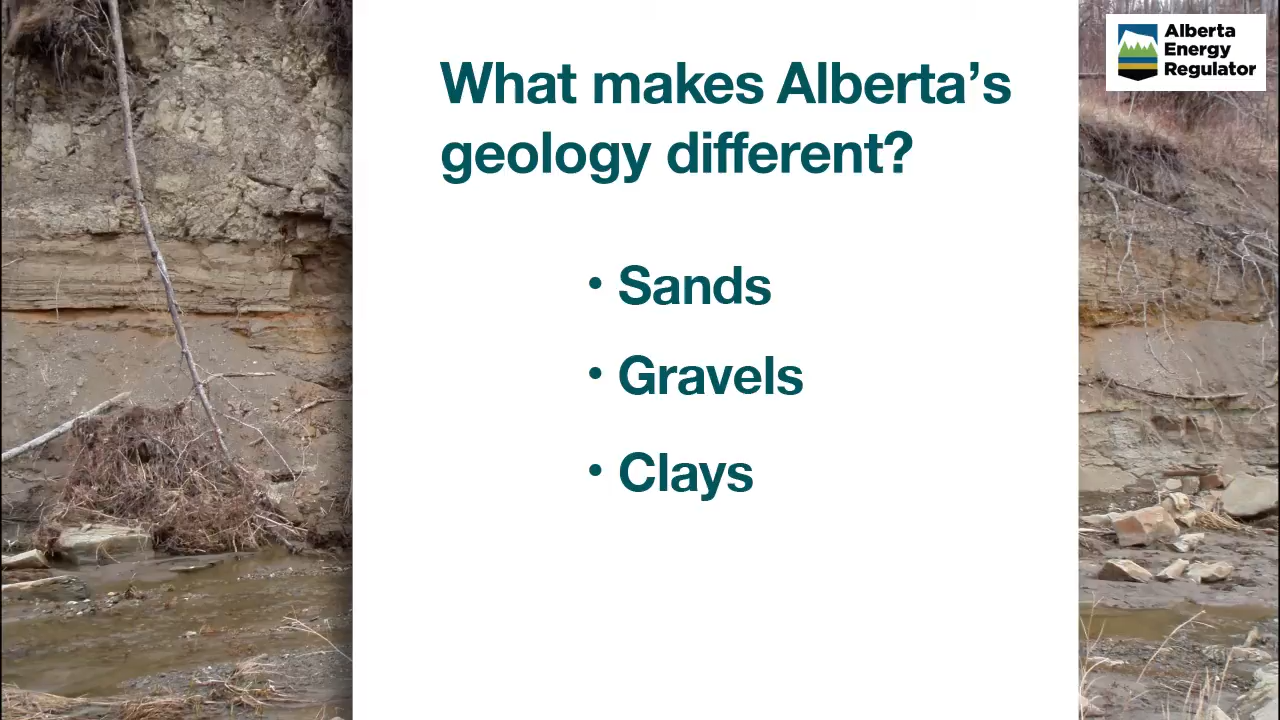 What makes Alberta's
geology different?
• Sands
• Gravels
• Clays
Alberta
Energy
Regulator